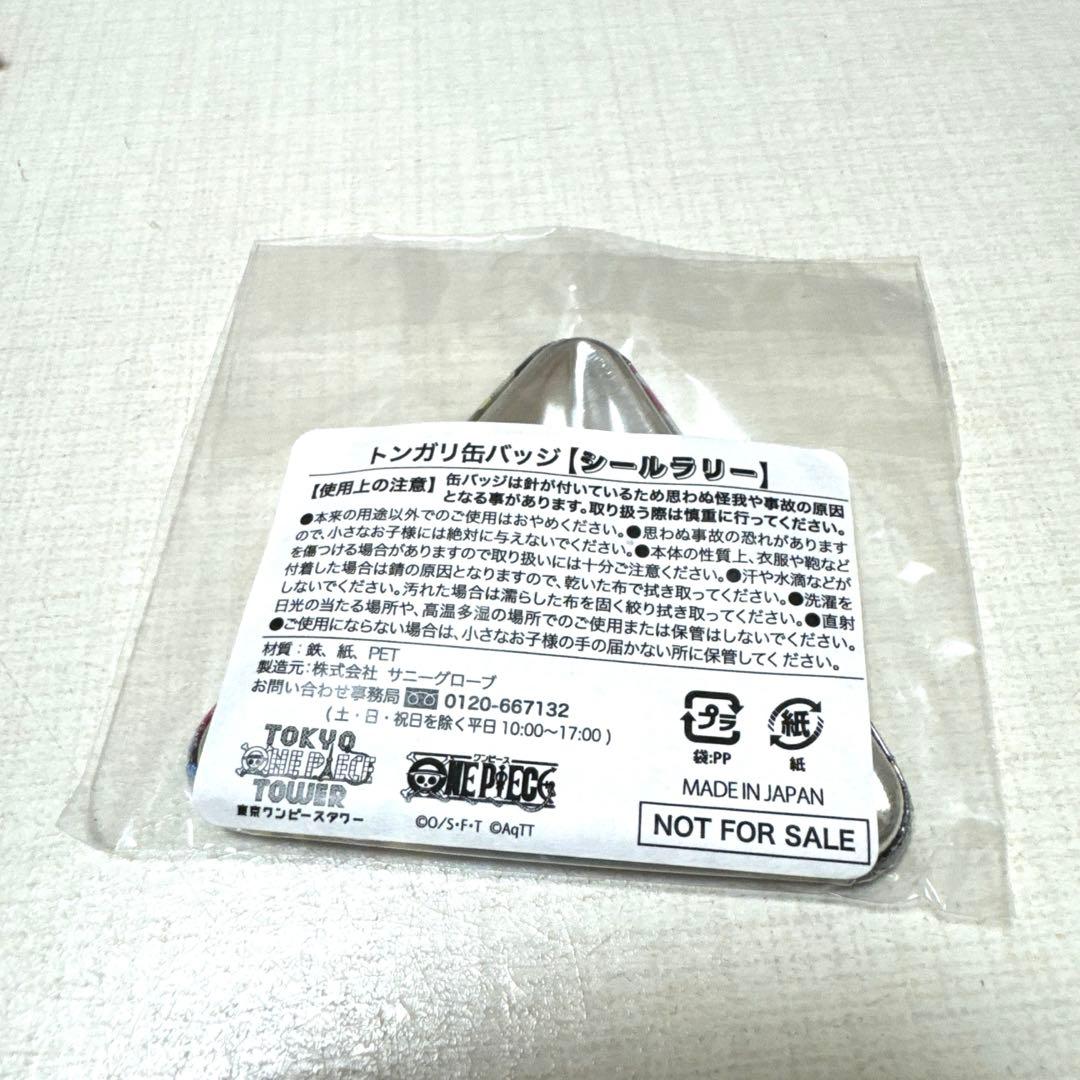 トンガリ缶バッジ【シールラリー】
【使用上の注意】 缶バッジは針が付いているため思わぬ怪我や事故の原因
となる事があります。取り扱う際は慎重に行ってください。
●本来の用途以外でのご使用はおやめください。●思わぬ事故の恐れがあります
ので、小さなお子様には絶対に与えないでください。●本体の性質上、衣服や鞄など
を傷つける場合がありますので取り扱いには十分ご注意ください。●汗や水滴などが
付着した場合は錆の原因となりますので、乾いた布で拭き取ってください。●洗濯を
しないでください。汚れた場合は濡らした布を固く絞り拭き取ってください。●直射
日光の当たる場所や、高温多湿の場所でのご使用または保管はしないでください。
●ご使用にならない場合は、小さなお子様の手の届かない所に保管してください。
材質：鉄、紙、PET
製造元：株式会社 サニーグローブ
お問い合わせ事務局 0120-667132
(土・日・祝日を除く平日 10:00～17:00)
TOKYO
ONE PIECE
TOWER
東京ワンピースタワー
ワンピース
ONE PIECE
©O/S・F・T ©AqTT
プラ
袋:PP
紙
紙
MADE IN JAPAN
NOT FOR SALE